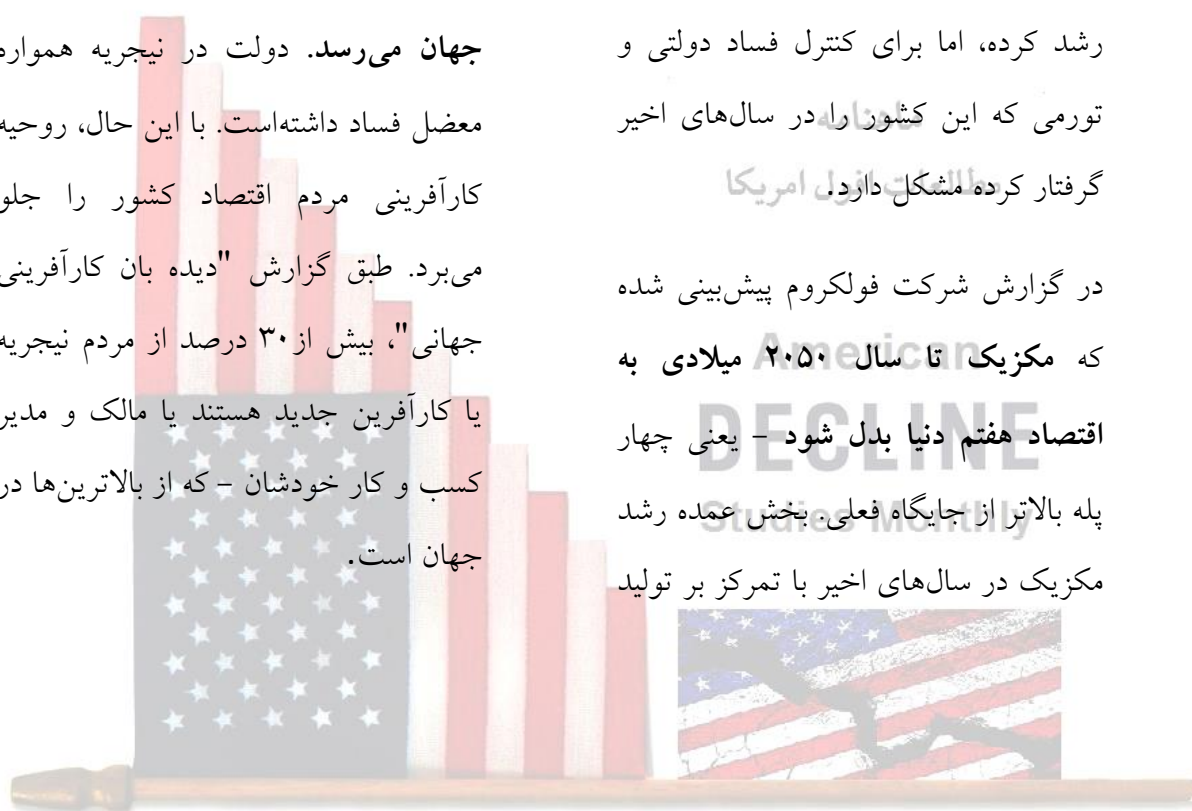 رشد کرده، اما برای کنترل فساد دولتی و
تورمی که این کشور را در سال‌های اخیر
گرفتار کرده مشکل دارد.
در گزارش شرکت فولکروم پیش‌بینی شده
که مکزیک تا سال ۲۰۵۰ میلادی به
اقتصاد هفتم دنیا بدل شود – یعنی چهار
پله بالاتر از جایگاه فعلی. بخش عمده رشد
مکزیک در سال‌های اخیر با تمرکز بر تولید
جهان می‌رسد. دولت در نیجریه همواره
معضل فساد داشته‌است. با این حال، روحیه
کارآفرینی مردم اقتصاد کشور را جلو
می‌برد. طبق گزارش "دیده بان کارآفرینی
جهانی"، بیش از ۳۰ درصد از مردم نیجریه
یا کارآفرین جدید هستند یا مالک و مدیر
کسب و کار خودشان – که از بالاترین‌ها در
جهان است.
ماهنامه
مطالعات افول امریکا
American
DECLINE
Studies Monthly